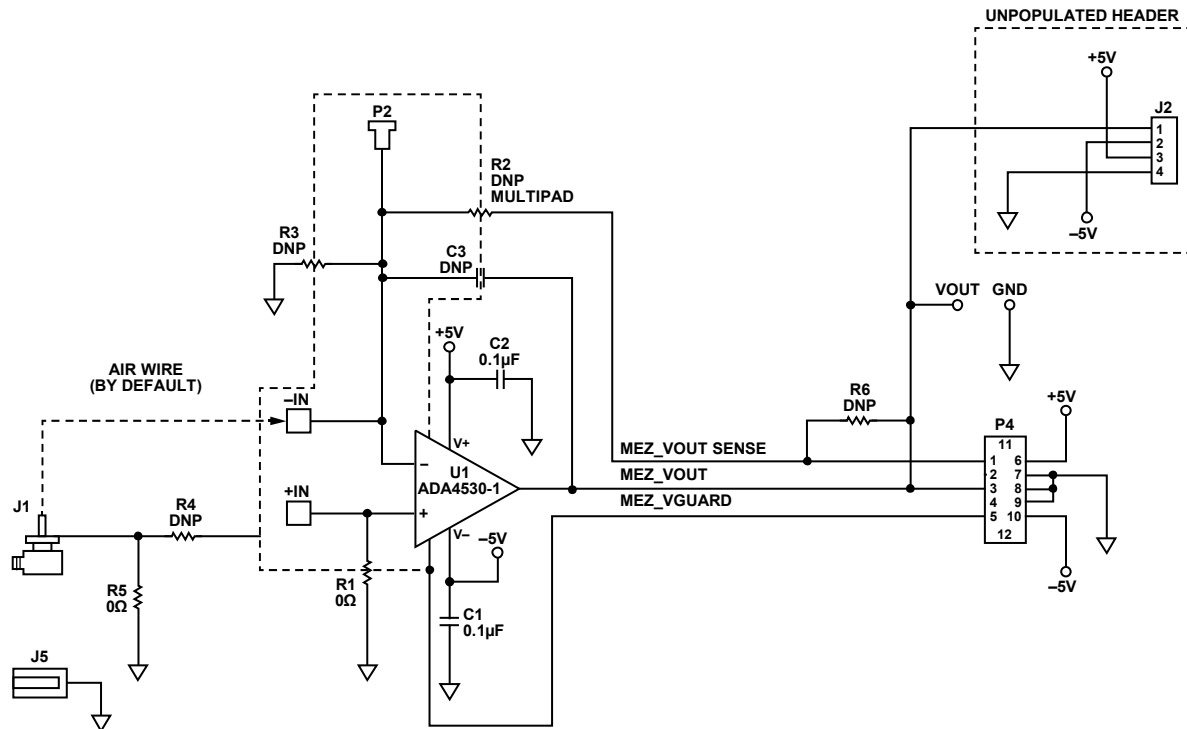 UNPOPULATED HEADER
+5V
J2
1
2
3
4
–5V
P2
R2
DNP
MULTIPAD
R3
DNP
C3
DNP
VOUT GND
+5V
C2
0.1µF
AIR WIRE
(BY DEFAULT)
–IN
R6
DNP
+5V
P4
11
MEZ_VOUT SENSE
1 6
2 7
3 8
4 9
5 10
12
V+
–
U1
ADA4530-1
+
V–
MEZ_VOUT
MEZ_VGUARD
+IN
J1
R4
DNP
–5V
–5V
R5
0Ω
R1
0Ω
C1
0.1µF
J5